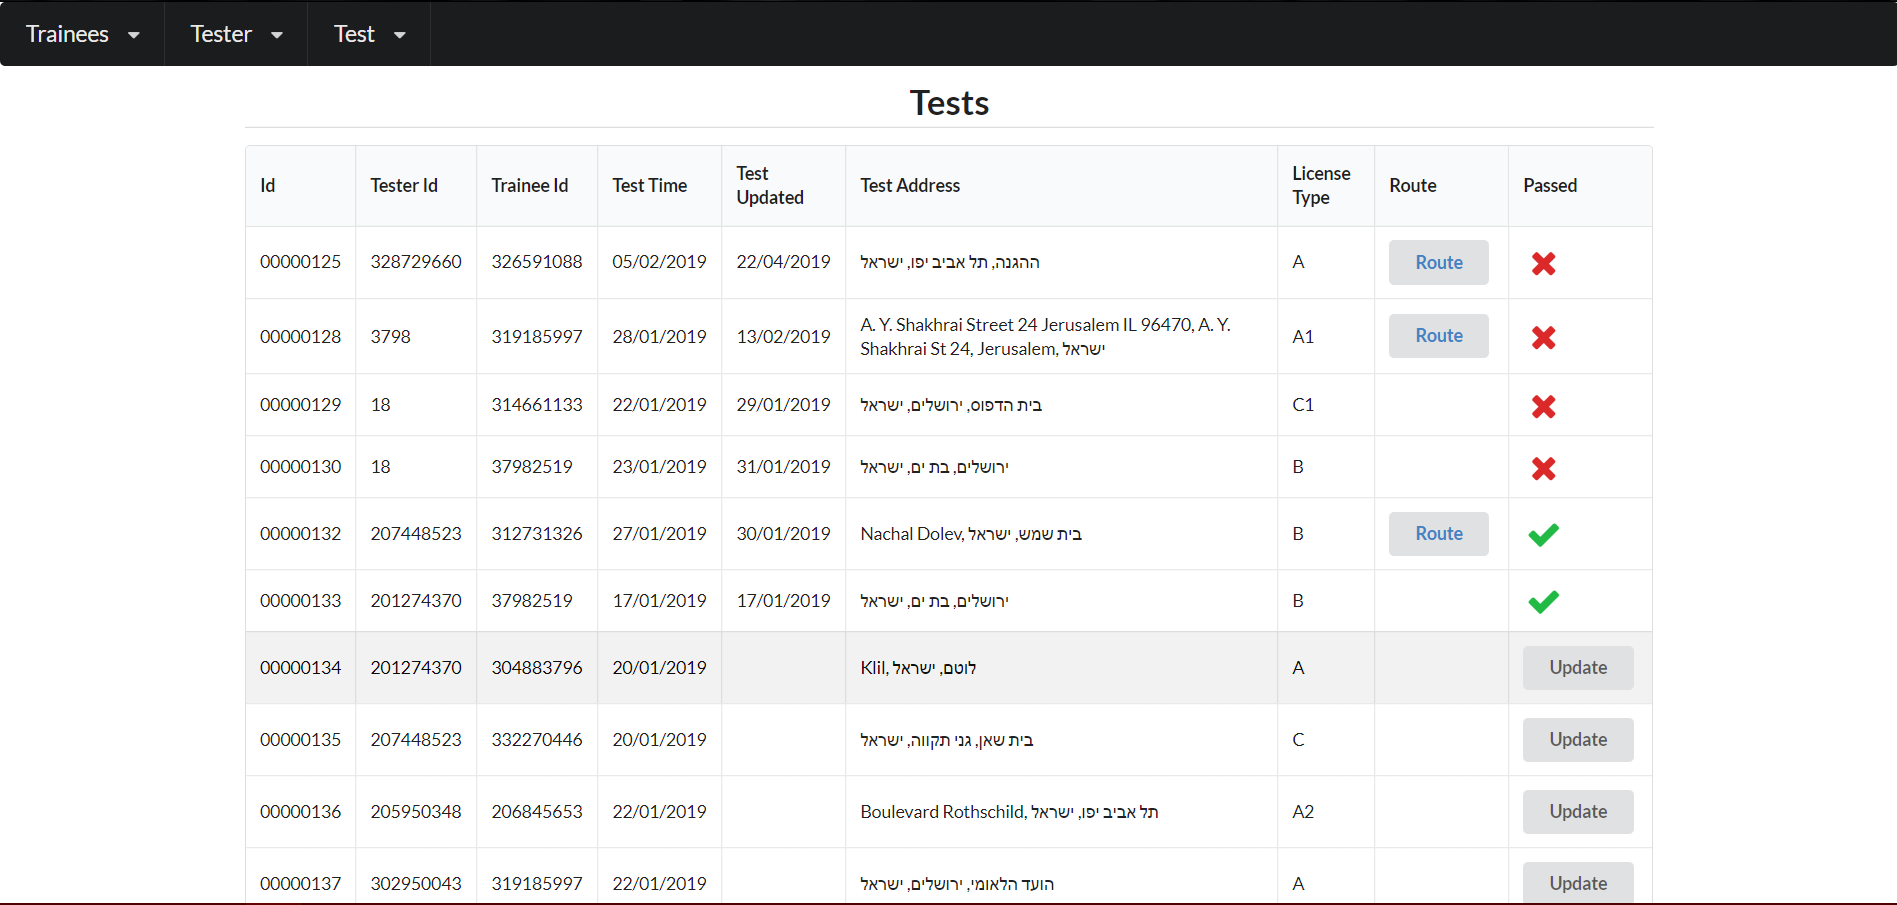 Trainees Tester Test
Tests
Id Tester Id Trainee Id Test Time Test Updated Test Address License Type Route Passed
00000125 328729660 326591088 05/02/2019 22/04/2019 ההגנה, תל אביב יפו, ישראל A Route
00000128 3798 319185997 28/01/2019 13/02/2019 A. Y. Shakhrai Street 24 Jerusalem IL 96470, A. Y.
Shakhrai St 24, Jerusalem, ישראל A1 Route
00000129 18 314661133 22/01/2019 29/01/2019 בית הדפוס, ירושלים, ישראל C1
00000130 18 37982519 23/01/2019 31/01/2019 ירושלים, בת ים, ישראל B
00000132 207448523 312731326 27/01/2019 30/01/2019 Nachal Dolev, בית שמש, ישראל B Route
00000133 201274370 37982519 17/01/2019 17/01/2019 ירושלים, בת ים, ישראל B
00000134 201274370 304883796 20/01/2019 Klil, לוטם, ישראל A Update
00000135 207448523 332270446 20/01/2019 בית שאן, גני תקווה, ישראל C Update
00000136 205950348 206845653 22/01/2019 Boulevard Rothschild, תל אביב יפו, ישראל A2 Update
00000137 302950043 319185997 22/01/2019 הועד הלאומי, ירושלים, ישראל A Update